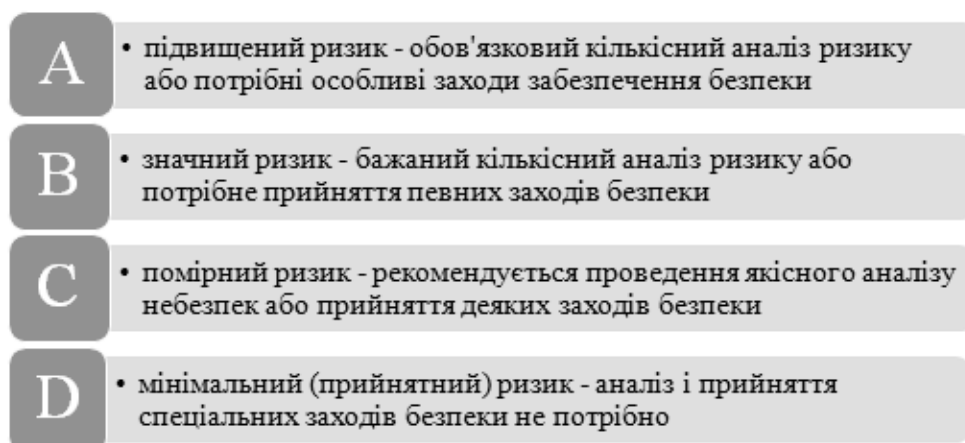 A
• підвищений ризик - обов'язковий кількісний аналіз ризику
або потрібні особливі заходи забезпечення безпеки
B
• значний ризик - бажаний кількісний аналіз ризику або
потрібне прийняття певних заходів безпеки
C
• помірний ризик - рекомендується проведення якісного аналізу
небезпек або прийняття деяких заходів безпеки
D
• мінімальний (прийнятний) ризик - аналіз і прийняття
спеціальних заходів безпеки не потрібно